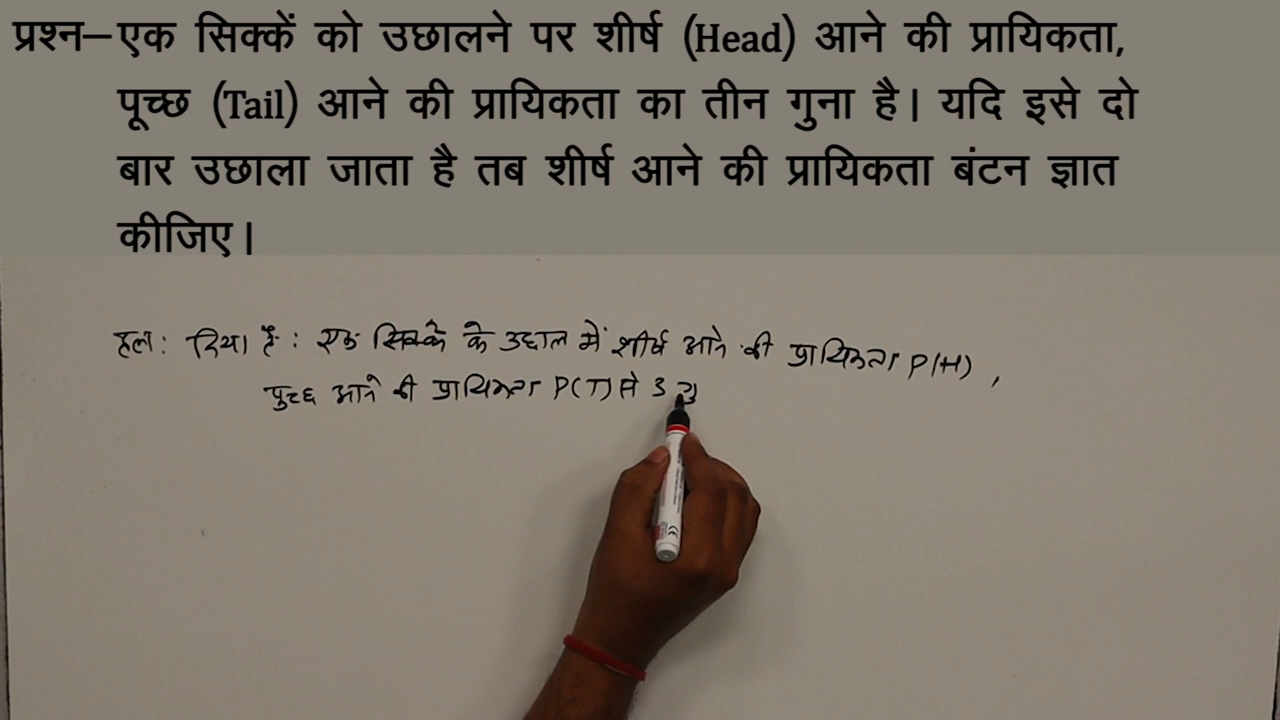 प्रश्न–एक सिक्कें को उछालने पर शीर्ष (Head) आने की प्रायिकता,
पूच्छ (Tail) आने की प्रायिकता का तीन गुना है। यदि इसे दो
बार उछाला जाता है तब शीर्ष आने की प्रायिकता बंटन ज्ञात
कीजिए।
हल: दिया है: एक सिक्के के उछाल में शीर्ष आने की प्रायिकता P(H),
पुच्छ आने की प्रायिकता P(T) से 3 गु